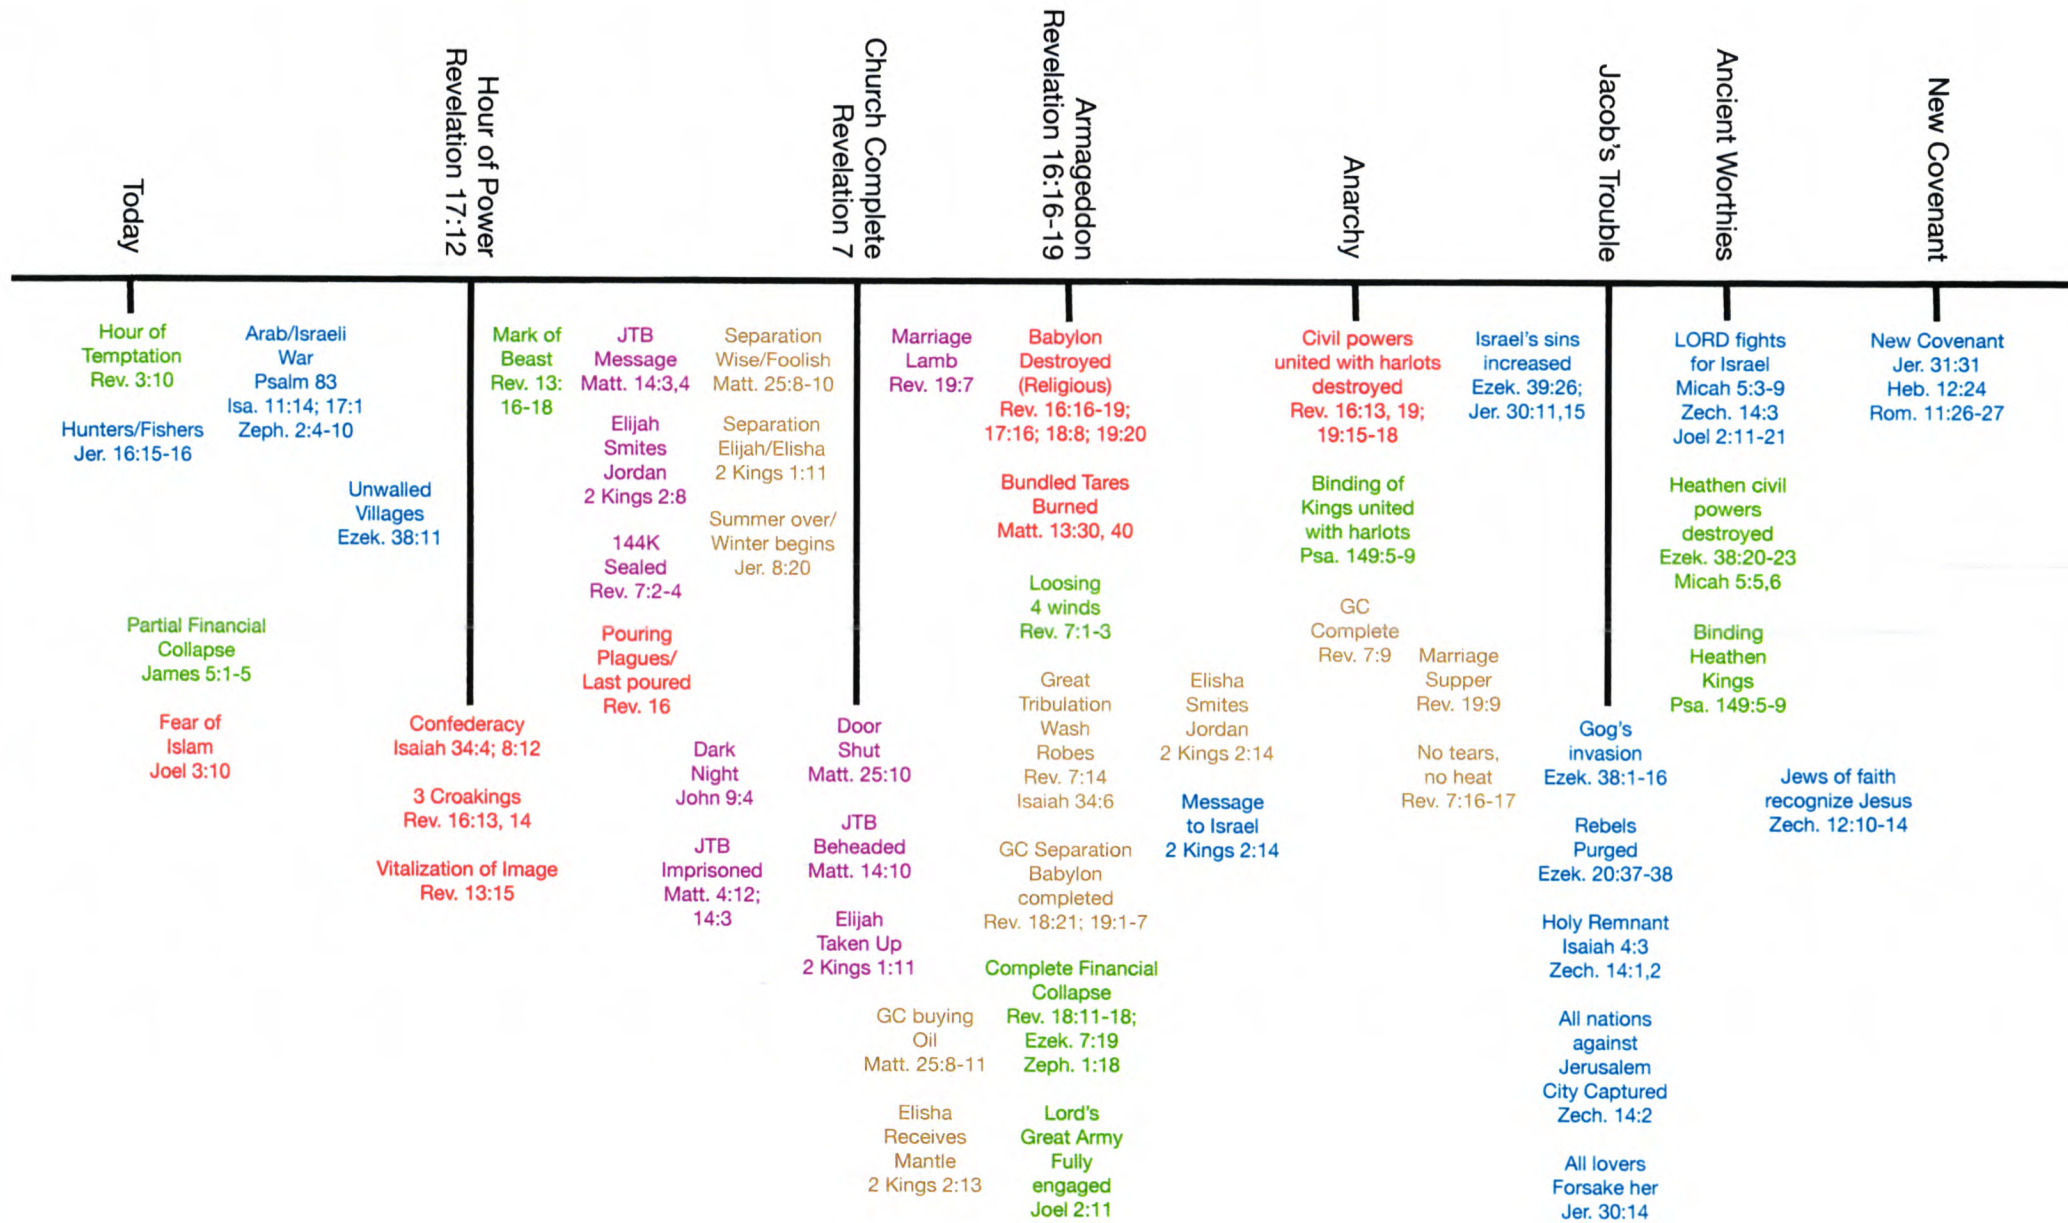 Today
Hour of Power
Revelation 17:12
Church Complete
Revelation 7
Armageddon
Revelation 16:16-19
Anarchy
Jacob's Trouble
Ancient Worthies
New Covenant
Hour of
Temptation
Rev. 3:10
Hunters/Fishers
Jer. 16:15-16
Arab/Israeli
War
Psalm 83
Isa. 11:14; 17:1
Zeph. 2:4-10
Unwalled
Villages
Ezek. 38:11
Partial Financial
Collapse
James 5:1-5
Fear of
Islam
Joel 3:10
Confederacy
Isaiah 34:4; 8:12
3 Croakings
Rev. 16:13, 14
Vitalization of Image
Rev. 13:15
Mark of
Beast
Rev. 13:
16-18
JTB
Message
Matt. 14:3,4
Elijah
Smites
Jordan
2 Kings 2:8
144K
Sealed
Rev. 7:2-4
Pouring
Plagues/
Last poured
Rev. 16
Separation
Wise/Foolish
Matt. 25:8-10
Separation
Elijah/Elisha
2 Kings 1:11
Summer over/
Winter begins
Jer. 8:20
Dark
Night
John 9:4
JTB
Imprisoned
Matt. 4:12;
14:3
Door
Shut
Matt. 25:10
JTB
Beheaded
Matt. 14:10
Elijah
Taken Up
2 Kings 1:11
Marriage
Lamb
Rev. 19:7
GC buying
Oil
Matt. 25:8-11
Elisha
Receives
Mantle
2 Kings 2:13
Babylon
Destroyed
(Religious)
Rev. 16:16-19;
17:16; 18:8; 19:20
Bundled Tares
Burned
Matt. 13:30, 40
Loosing
4 winds
Rev. 7:1-3
Great
Tribulation
Wash
Robes
Rev. 7:14
Isaiah 34:6
GC Separation
Babylon
completed
Rev. 18:21; 19:1-7
Complete Financial
Collapse
Rev. 18:11-18;
Ezek. 7:19
Zeph. 1:18
Lord's
Great Army
Fully
engaged
Joel 2:11
Elisha
Smites
Jordan
2 Kings 2:14
Message
to Israel
2 Kings 2:14
Civil powers
united with harlots
destroyed
Rev. 16:13, 19;
19:15-18
Binding of
Kings united
with harlots
Psa. 149:5-9
GC
Complete
Rev. 7:9
Marriage
Supper
Rev. 19:9
No tears,
no heat
Rev. 7:16-17
Israel's sins
increased
Ezek. 39:26;
Jer. 30:11,15
Gog's
invasion
Ezek. 38:1-16
Rebels
Purged
Ezek. 20:37-38
Holy Remnant
Isaiah 4:3
Zech. 14:1,2
All nations
against
Jerusalem
City Captured
Zech. 14:2
All lovers
Forsake her
Jer. 30:14
LORD fights
for Israel
Micah 5:3-9
Zech. 14:3
Joel 2:11-21
Heathen civil
powers
destroyed
Ezek. 38:20-23
Micah 5:5,6
Binding
Heathen
Kings
Psa. 149:5-9
Jews of faith
recognize Jesus
Zech. 12:10-14
New Covenant
Jer. 31:31
Heb. 12:24
Rom. 11:26-27